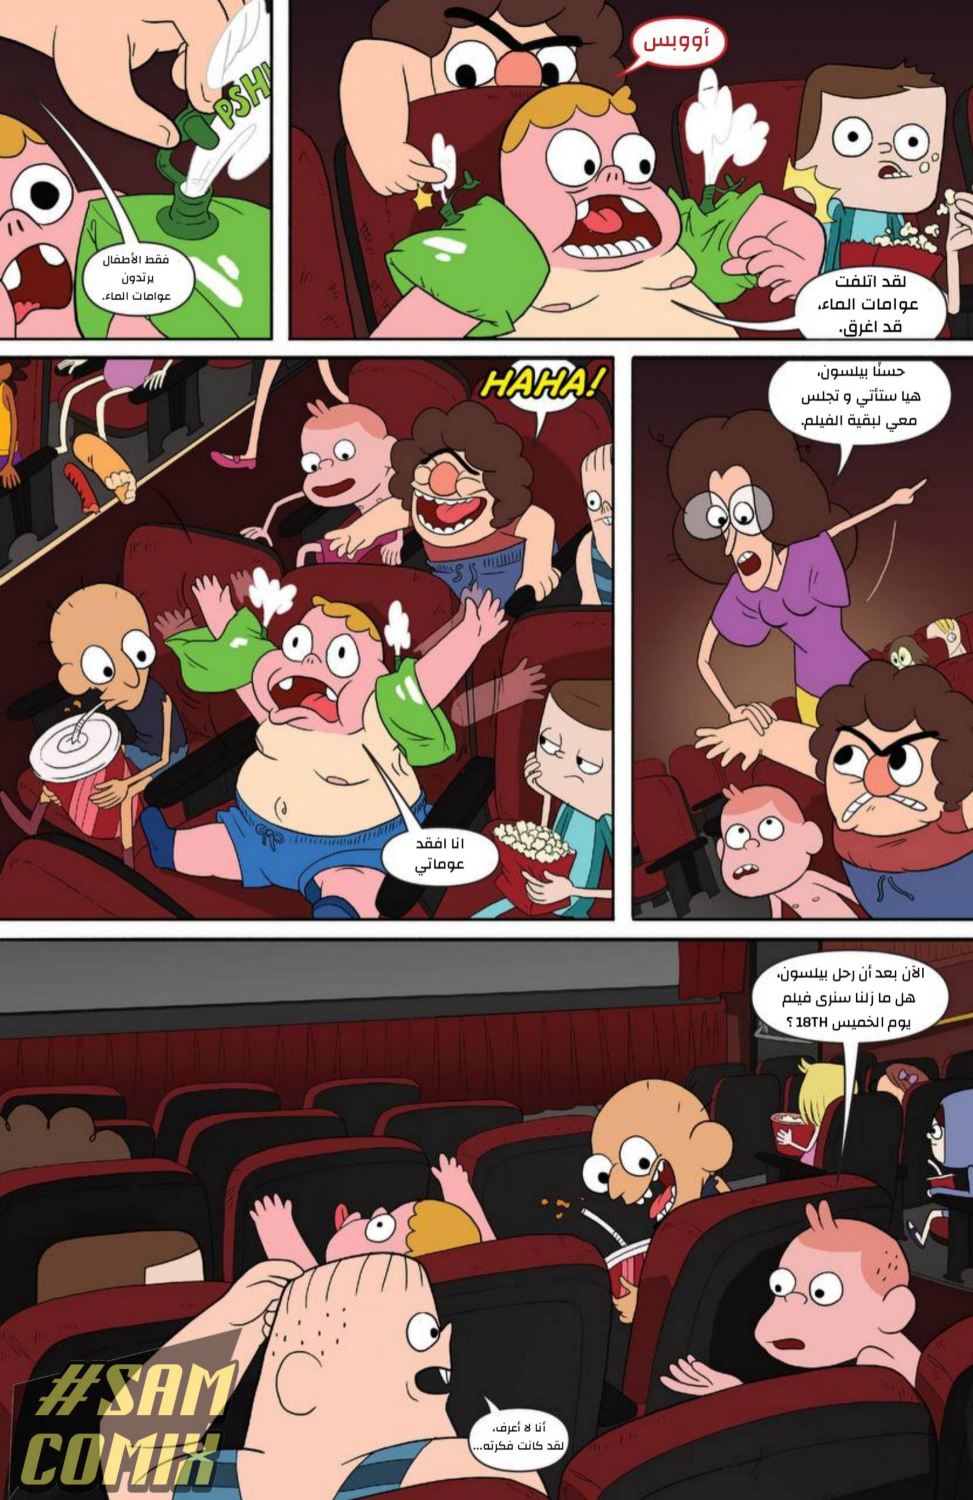 PSHH
فقط الأطفال
يرتدون
عوامات الماء.
أووبس
لقد اتلفت
عوامات الماء،
قد اغرق.
HAHA!
انا افقد
عوماتي
حسنًا بيلسون،
هيا ستأتي و تجلس
معي لبقية الفيلم.
الآن بعد أن رحل بيلسون،
هل ما زلنا سنرى فيلم
يوم الخميس 18TH ؟
أنا لا أعرف،
لقد كانت فكرته...
#SAM
COMIX